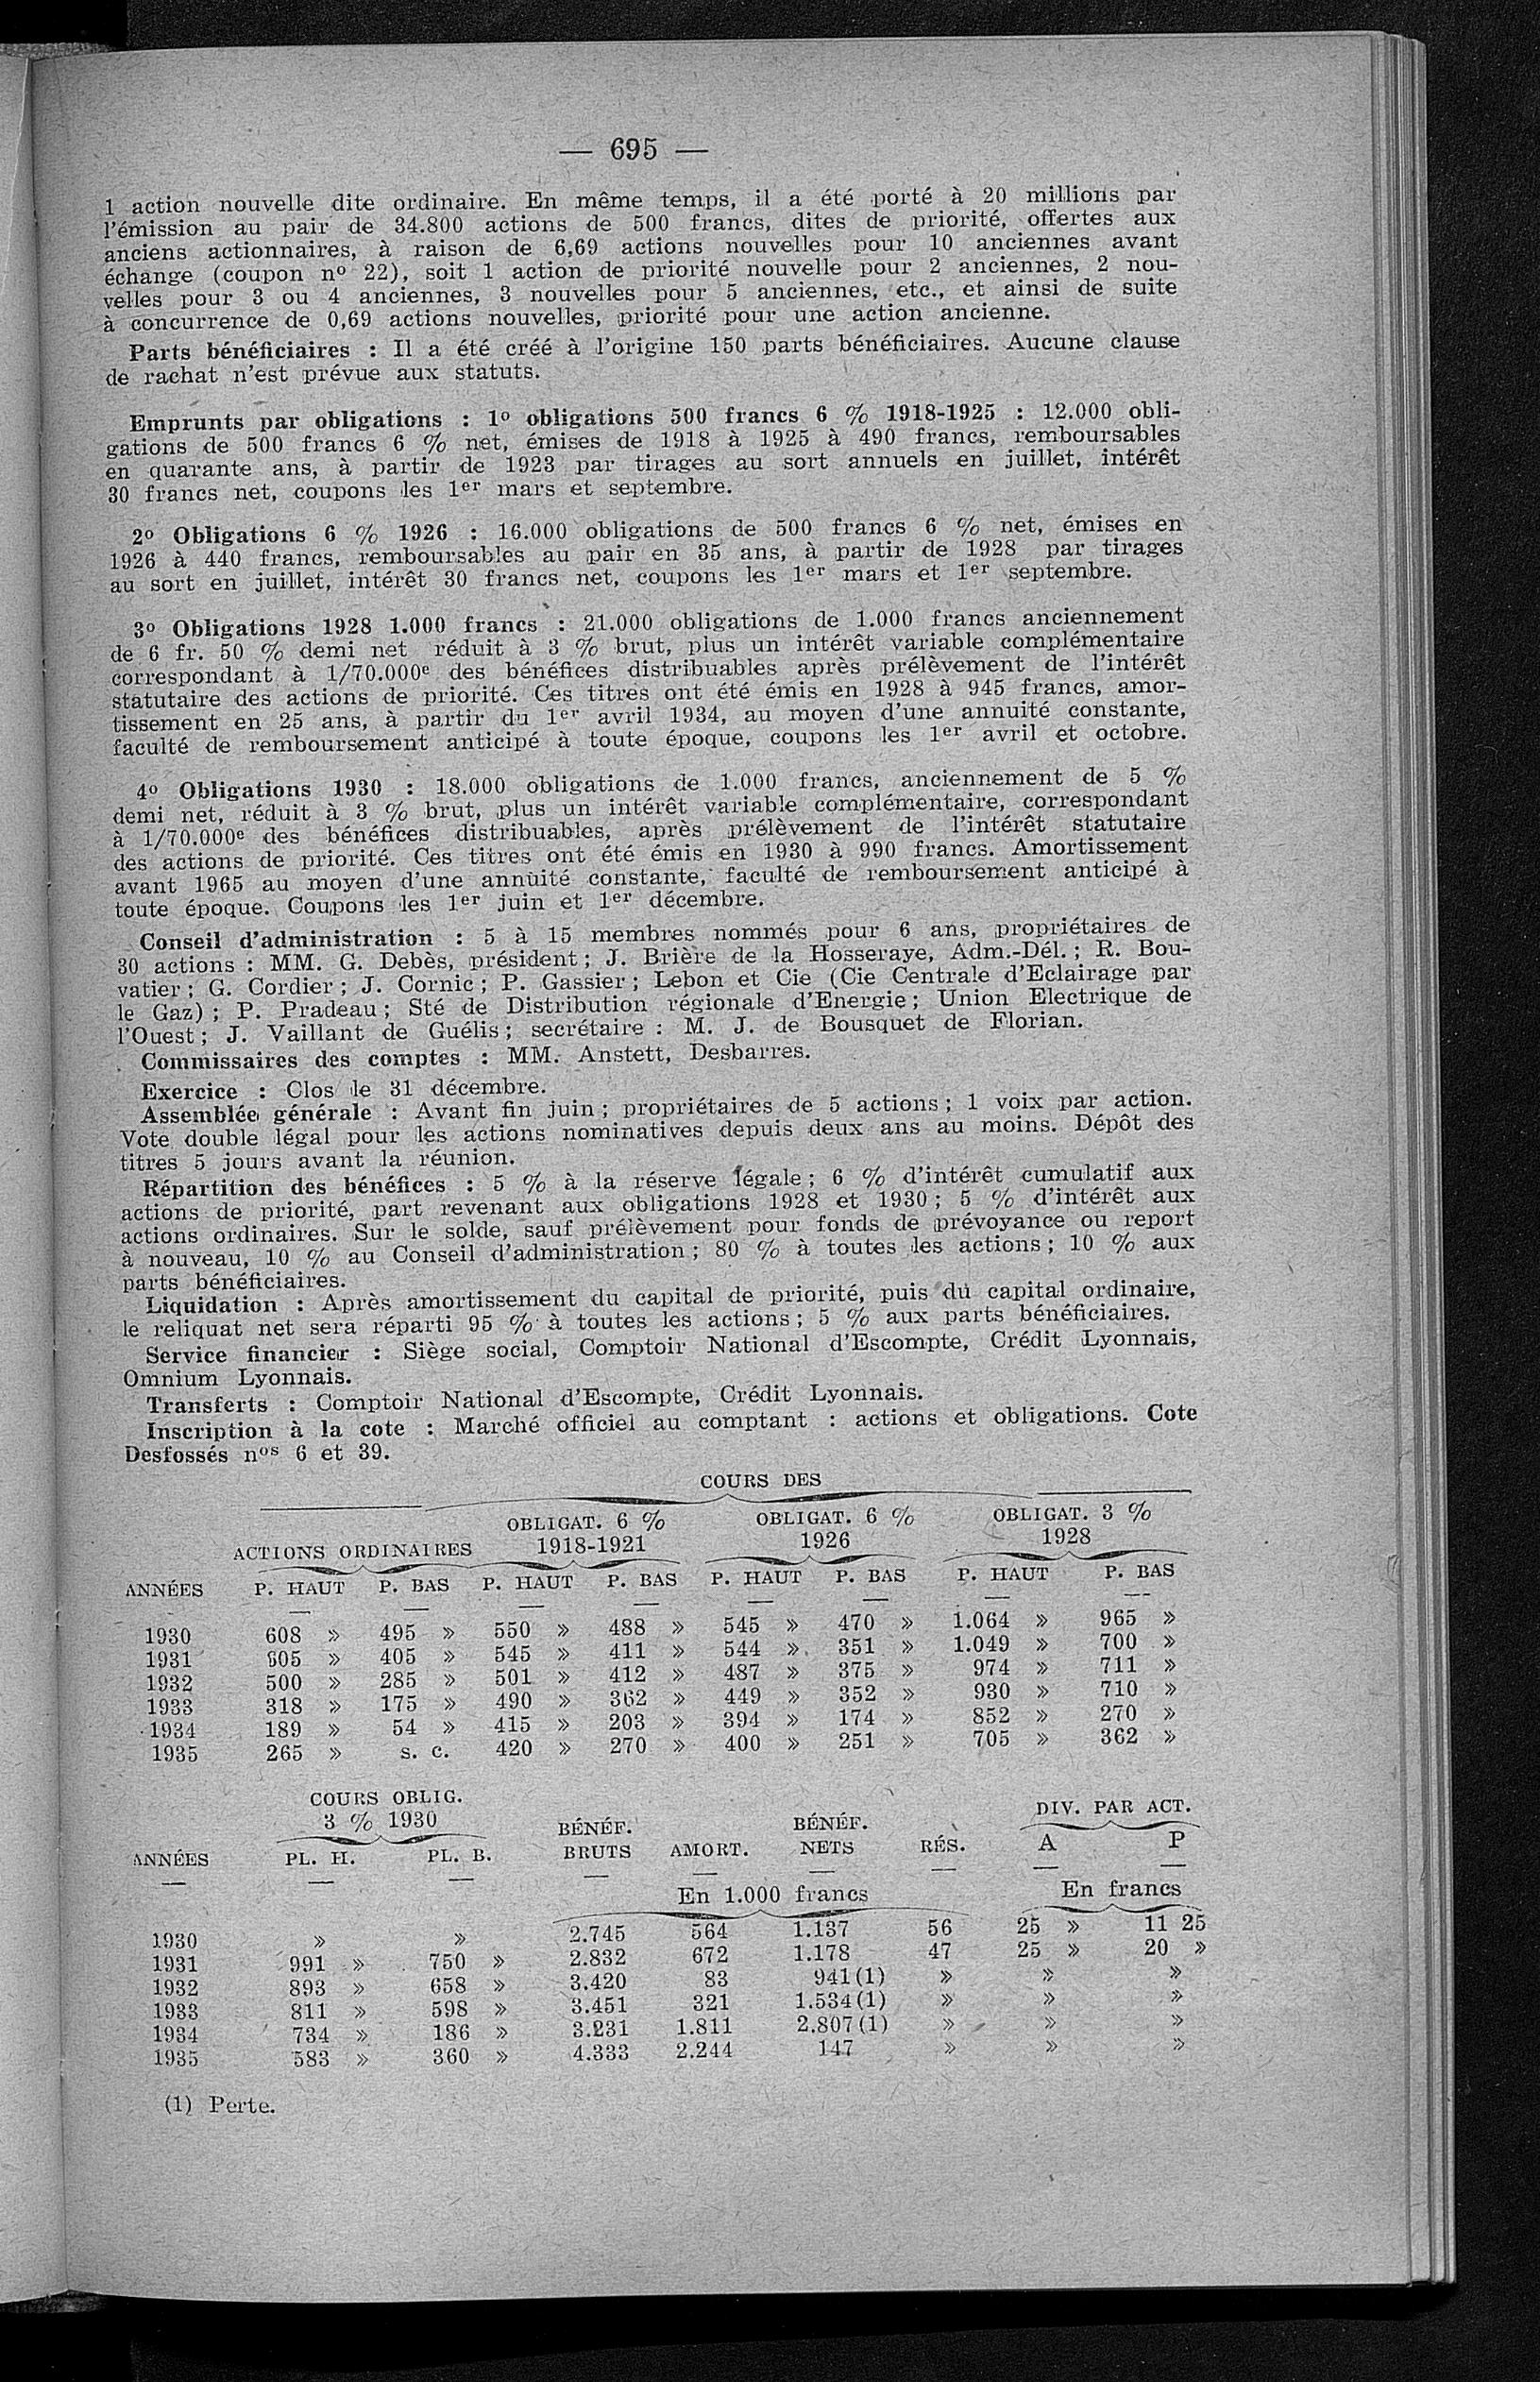 — 695 —
1 action nouvelle dite ordinaire. En même temps, il a été porté à 20 millions par
l'émission au pair de 34.800 actions de 500 francs, dites de priorité, offertes aux
anciens actionnaires, à raison de 6,69 actions nouvelles pour 10 anciennes avant
échange (coupon nº 22), soit 1 action de priorité nouvelle pour 2 anciennes, 2 nou-
velles pour 3 ou 4 anciennes, 3 nouvelles pour 5 anciennes, etc., et ainsi de suite
à concurrence de 0,69 actions nouvelles, priorité pour une action ancienne.
Parts bénéficiaires : Il a été créé à l'origine 150 parts bénéficiaires. Aucune clause
de rachat n'est prévue aux statuts.
Emprunts par obligations : 1º obligations 500 francs 6 % 1918-1925 : 12.000 obli-
gations de 500 francs 6 % net, émises de 1918 à 1925 à 490 francs, remboursables
en quarante ans, à partir de 1923 par tirages au sort annuels en juillet, intérêt
30 francs net, coupons les 1er mars et septembre.
2º Obligations 6 % 1926 : 16.000 obligations de 500 francs 6 % net, émises en
1926 à 440 francs, remboursables au pair en 35 ans, à partir de 1928 par tirages
au sort en juillet, intérêt 30 francs net, coupons les 1er mars et 1er septembre.
3º Obligations 1928 1.000 francs : 21.000 obligations de 1.000 francs anciennement
de 6 fr. 50 % demi net réduit à 3 % brut, plus un intérêt variable complémentaire
correspondant à 1/70.000e des bénéfices distribuables après prélèvement de l'intérêt
statutaire des actions de priorité. Ces titres ont été émis en 1928 à 945 francs, amor-
tissement en 25 ans, à partir du 1er avril 1934, au moyen d'une annuité constante,
faculté de remboursement anticipé à toute époque, coupons les 1er avril et octobre.
4º Obligations 1930 : 18.000 obligations de 1.000 francs, anciennement de 5 %
demi net, réduit à 3 % brut, plus un intérêt variable complémentaire, correspondant
à 1/70.000e des bénéfices distribuables, après prélèvement de l'intérêt statutaire
des actions de priorité. Ces titres ont été émis en 1930 à 990 francs. Amortissement
avant 1965 au moyen d'une annuité constante, faculté de remboursement anticipé à
toute époque. Coupons les 1er juin et 1er décembre.
Conseil d'administration : 5 à 15 membres nommés pour 6 ans, propriétaires de
30 actions : MM. G. Debès, président ; J. Brière de la Hosseraye, Adm.-Dél. ; R. Bou-
vatier ; G. Cordier ; J. Cornic ; P. Gassier ; Lebon et Cie (Cie Centrale d'Eclairage par
le Gaz) ; P. Pradeau ; Sté de Distribution régionale d'Energie ; Union Electrique de
l'Ouest ; J. Vaillant de Guélis ; secrétaire : M. J. de Bousquet de Florian.
Commissaires des comptes : MM. Anstett, Desbarres.
Exercice : Clos le 31 décembre.
Assemblée générale : Avant fin juin ; propriétaires de 5 actions ; 1 voix par action.
Vote double légal pour les actions nominatives depuis deux ans au moins. Dépôt des
titres 5 jours avant la réunion.
Répartition des bénéfices : 5 % à la réserve légale ; 6 % d'intérêt cumulatif aux
actions de priorité, part revenant aux obligations 1928 et 1930 ; 5 % d'intérêt aux
actions ordinaires. Sur le solde, sauf prélèvement pour fonds de prévoyance ou report
à nouveau, 10 % au Conseil d'administration ; 80 % à toutes les actions ; 10 % aux
parts bénéficiaires.
Liquidation : Après amortissement du capital de priorité, puis du capital ordinaire,
le reliquat net sera réparti 95 % à toutes les actions ; 5 % aux parts bénéficiaires.
Service financier : Siège social, Comptoir National d'Escompte, Crédit Lyonnais,
Omnium Lyonnais.
Transferts : Comptoir National d'Escompte, Crédit Lyonnais.
Inscription à la cote : Marché officiel au comptant : actions et obligations. Cote
Desfossés nos 6 et 39.
COURS DES
OBLIGAT. 6 % OBLIGAT. 6 % OBLIGAT. 3 %
ACTIONS ORDINAIRES 1918-1921 1926 1928
ANNÉES P. HAUT P. BAS P. HAUT P. BAS P. HAUT P. BAS P. HAUT P. BAS
1930 608 » 495 » 550 » 488 » 545 » 470 » 1.064 » 965 »
1931 605 » 405 » 545 » 411 » 544 » 351 » 1.049 » 700 »
1932 500 » 285 » 501 » 412 » 487 » 375 » 974 » 711 »
1933 318 » 175 » 490 » 362 » 449 » 352 » 930 » 710 »
1934 189 » 54 » 415 » 203 » 394 » 174 » 852 » 270 »
1935 265 » s. c. 420 » 270 » 400 » 251 » 705 » 362 »
COURS OBLIG.
3 % 1930 BÉNÉF. BÉNÉF. DIV. PAR ACT.
ANNÉES PL. H. PL. B. BRUTS AMORT. NETS RÉS. A P
En 1.000 francs En francs
1930 » » 2.745 564 1.137 56 25 » 11 25
1931 991 » 750 » 2.832 672 1.178 47 25 » 20 »
1932 893 » 658 » 3.420 83 941 (1) » » »
1933 811 » 598 » 3.451 321 1.534 (1) » » »
1934 734 » 186 » 3.231 1.811 2.807 (1) » » »
1935 583 » 360 » 4.333 2.244 147 » » »
(1) Perte.